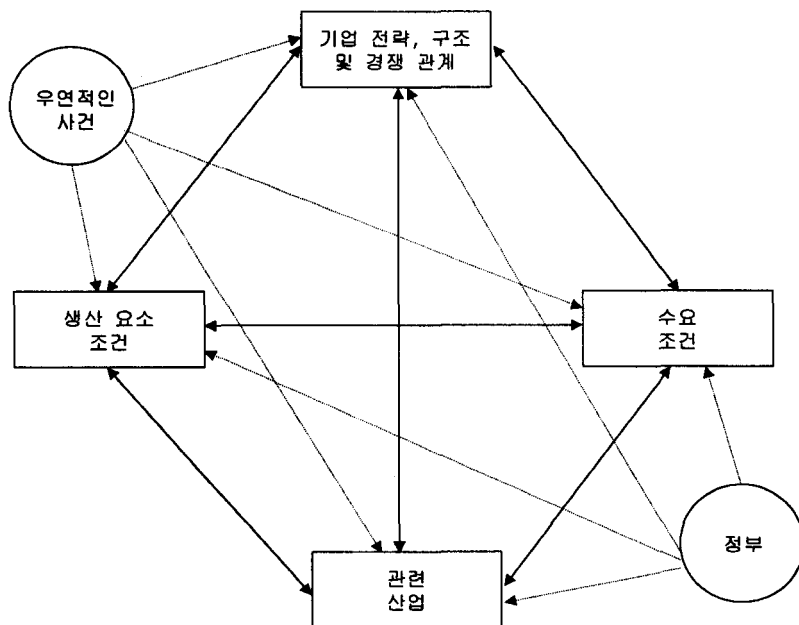 기업 전략, 구조
및 경쟁 관계
우연적인
사건
생산 요소
조건
수요
조건
정부
관련
산업